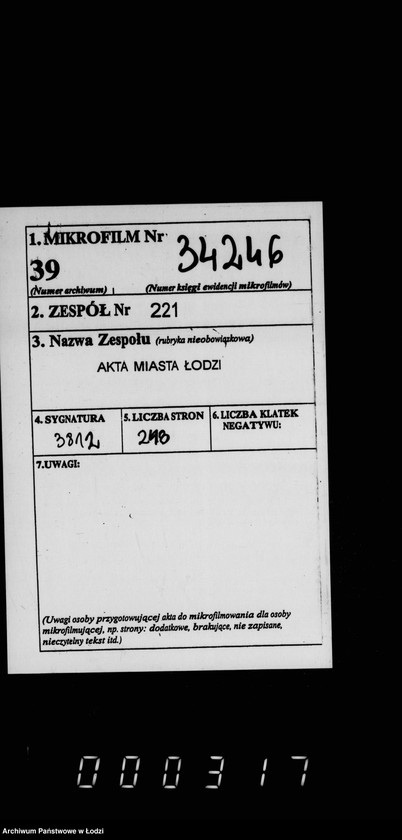 1. MIKROFILM Nr 34246
39
(Numer archiwum) (Numer księgi ewidencji mikrofilmów)
2. ZESPÓŁ Nr 221
3. Nazwa Zespołu (rubryka nieobowiązkowa)
AKTA MIASTA ŁODZI
4. SYGNATURA 5. LICZBA STRON 6. LICZBA KLATEK
NEGATYWU:
3812 248
7.UWAGI:
(Uwagi osoby przygotowującej akta do mikrofilmowania dla osoby
mikrofilmującej, np. strony: dodatkowe, brakujące, nie zapisane,
nieczytelny tekst itd.)
000317
Archiwum Państwowe w Łodzi